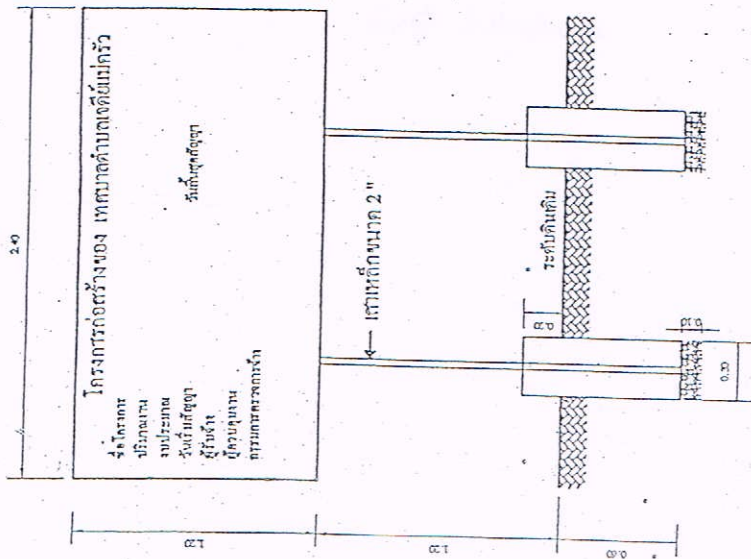 2.40
โครงการก่อสร้างของ เทศบาลตำบลเจดีย์แม่ครัว
ชื่อโครงการ
ปริมาณงาน
งบประมาณ
วันเริ่มสัญญา
วันสิ้นสุดสัญญา
ผู้รับจ้าง
ผู้ควบคุมงาน
กรรมการตรวจการจ้าง
1.20
เสาเหล็กขนาด 2"
1.20
ระดับดินเดิม
0.60
0.30